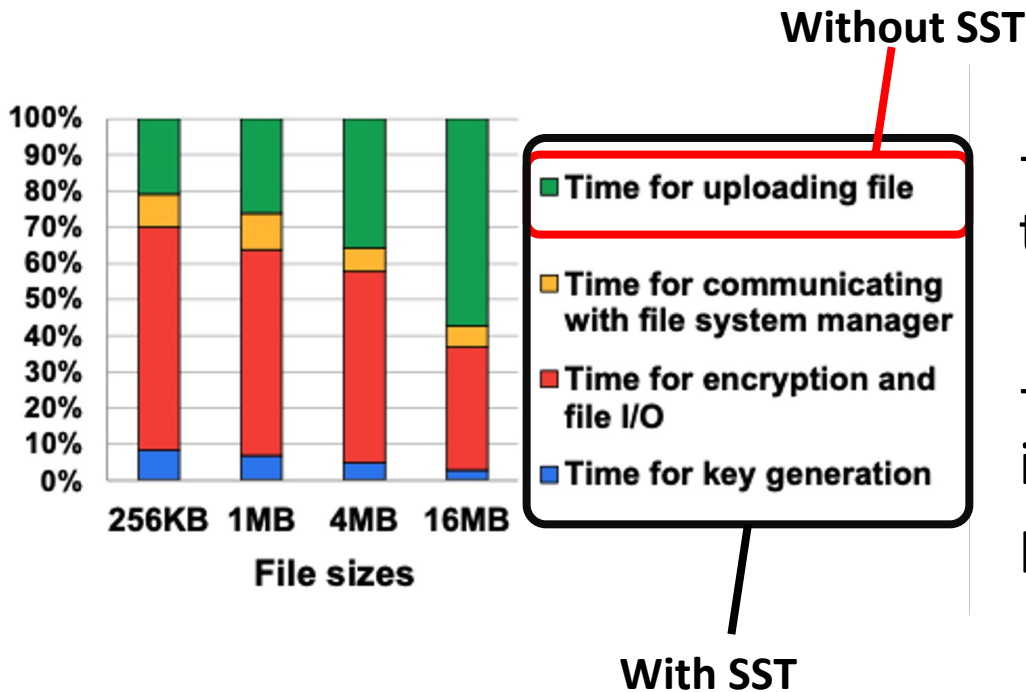 Without SST
100%
90%
80%
70%
60%
50%
40%
30%
20%
10%
0%
256KB 1MB 4MB 16MB
File sizes
Time for uploading file
Time for communicating
with file system manager
Time for encryption and
file I/O
Time for key generation
With SST